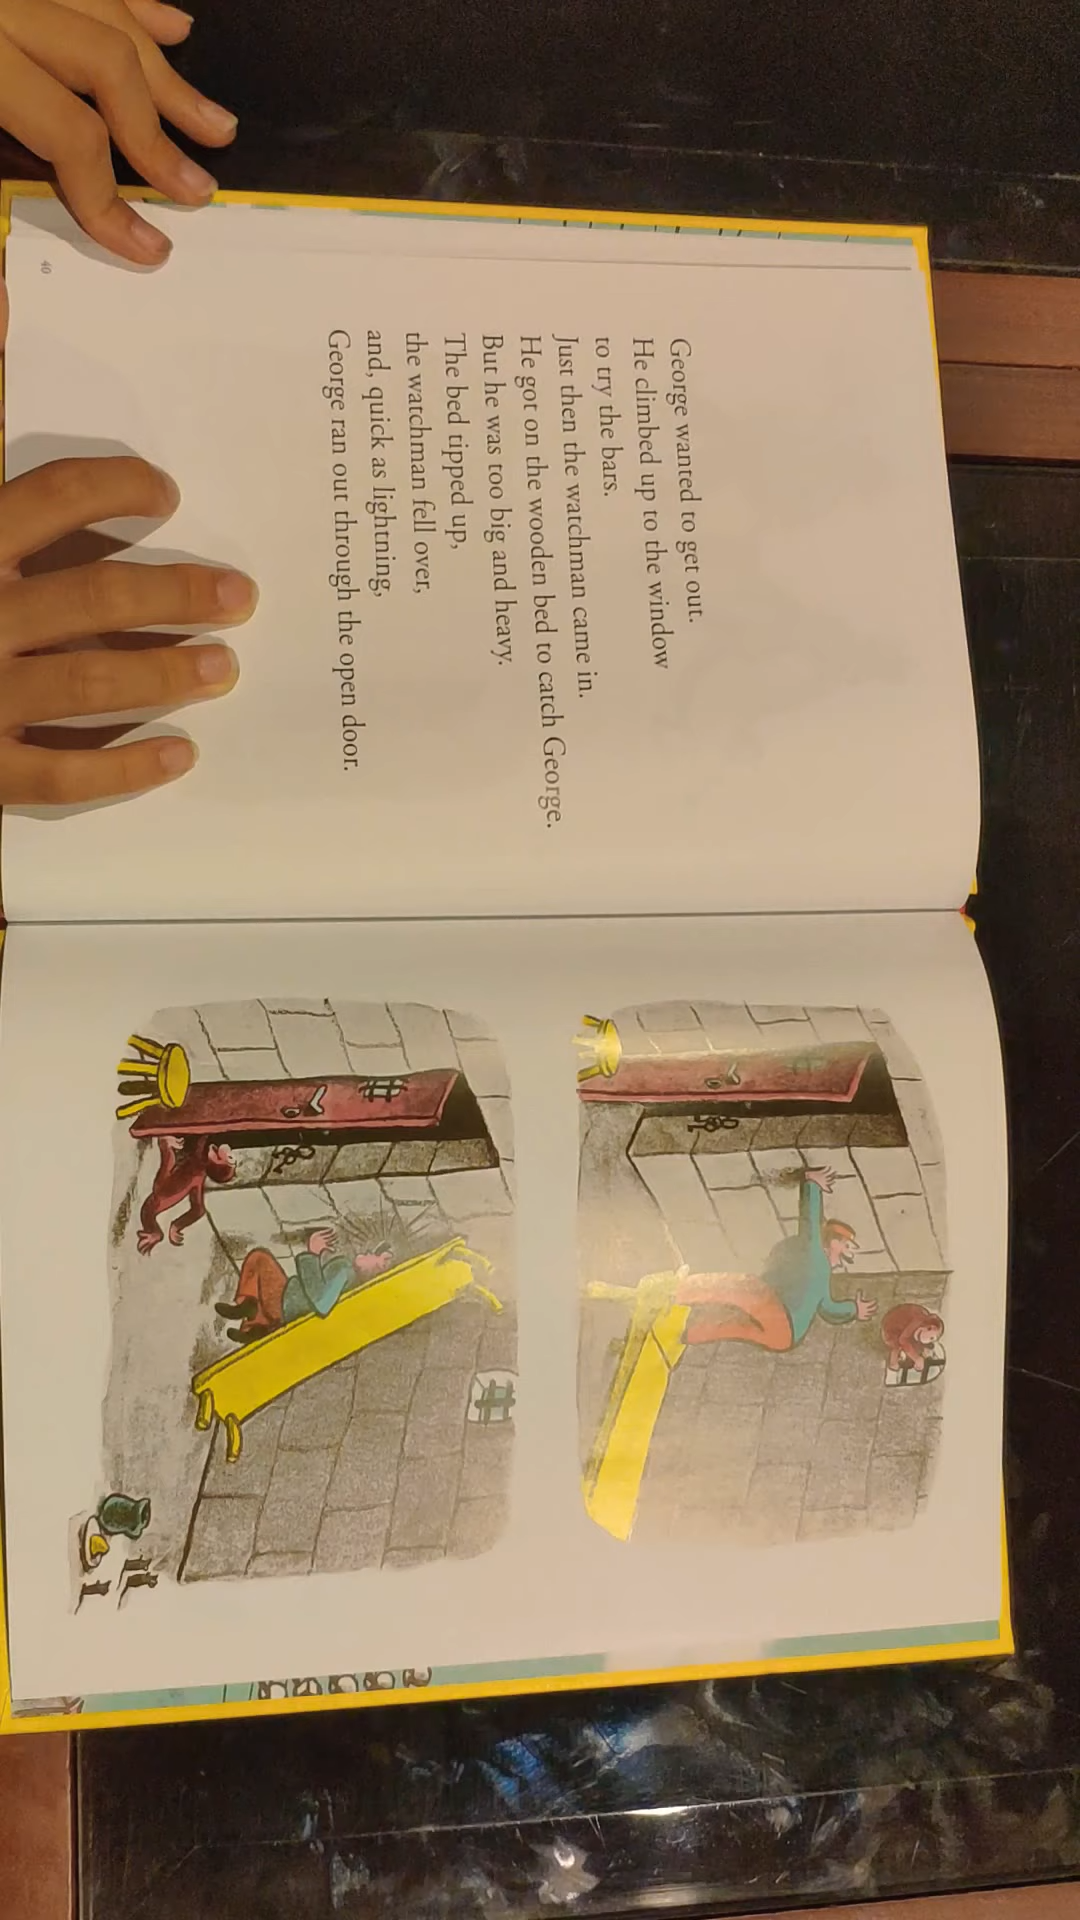 George wanted to get out.
He climbed up to the window
to try the bars.
Just then the watchman came in.
He got on the wooden bed to catch George.
But he was too big and heavy.
The bed tipped up,
the watchman fell over,
and, quick as lightning,
George ran out through the open door.
40